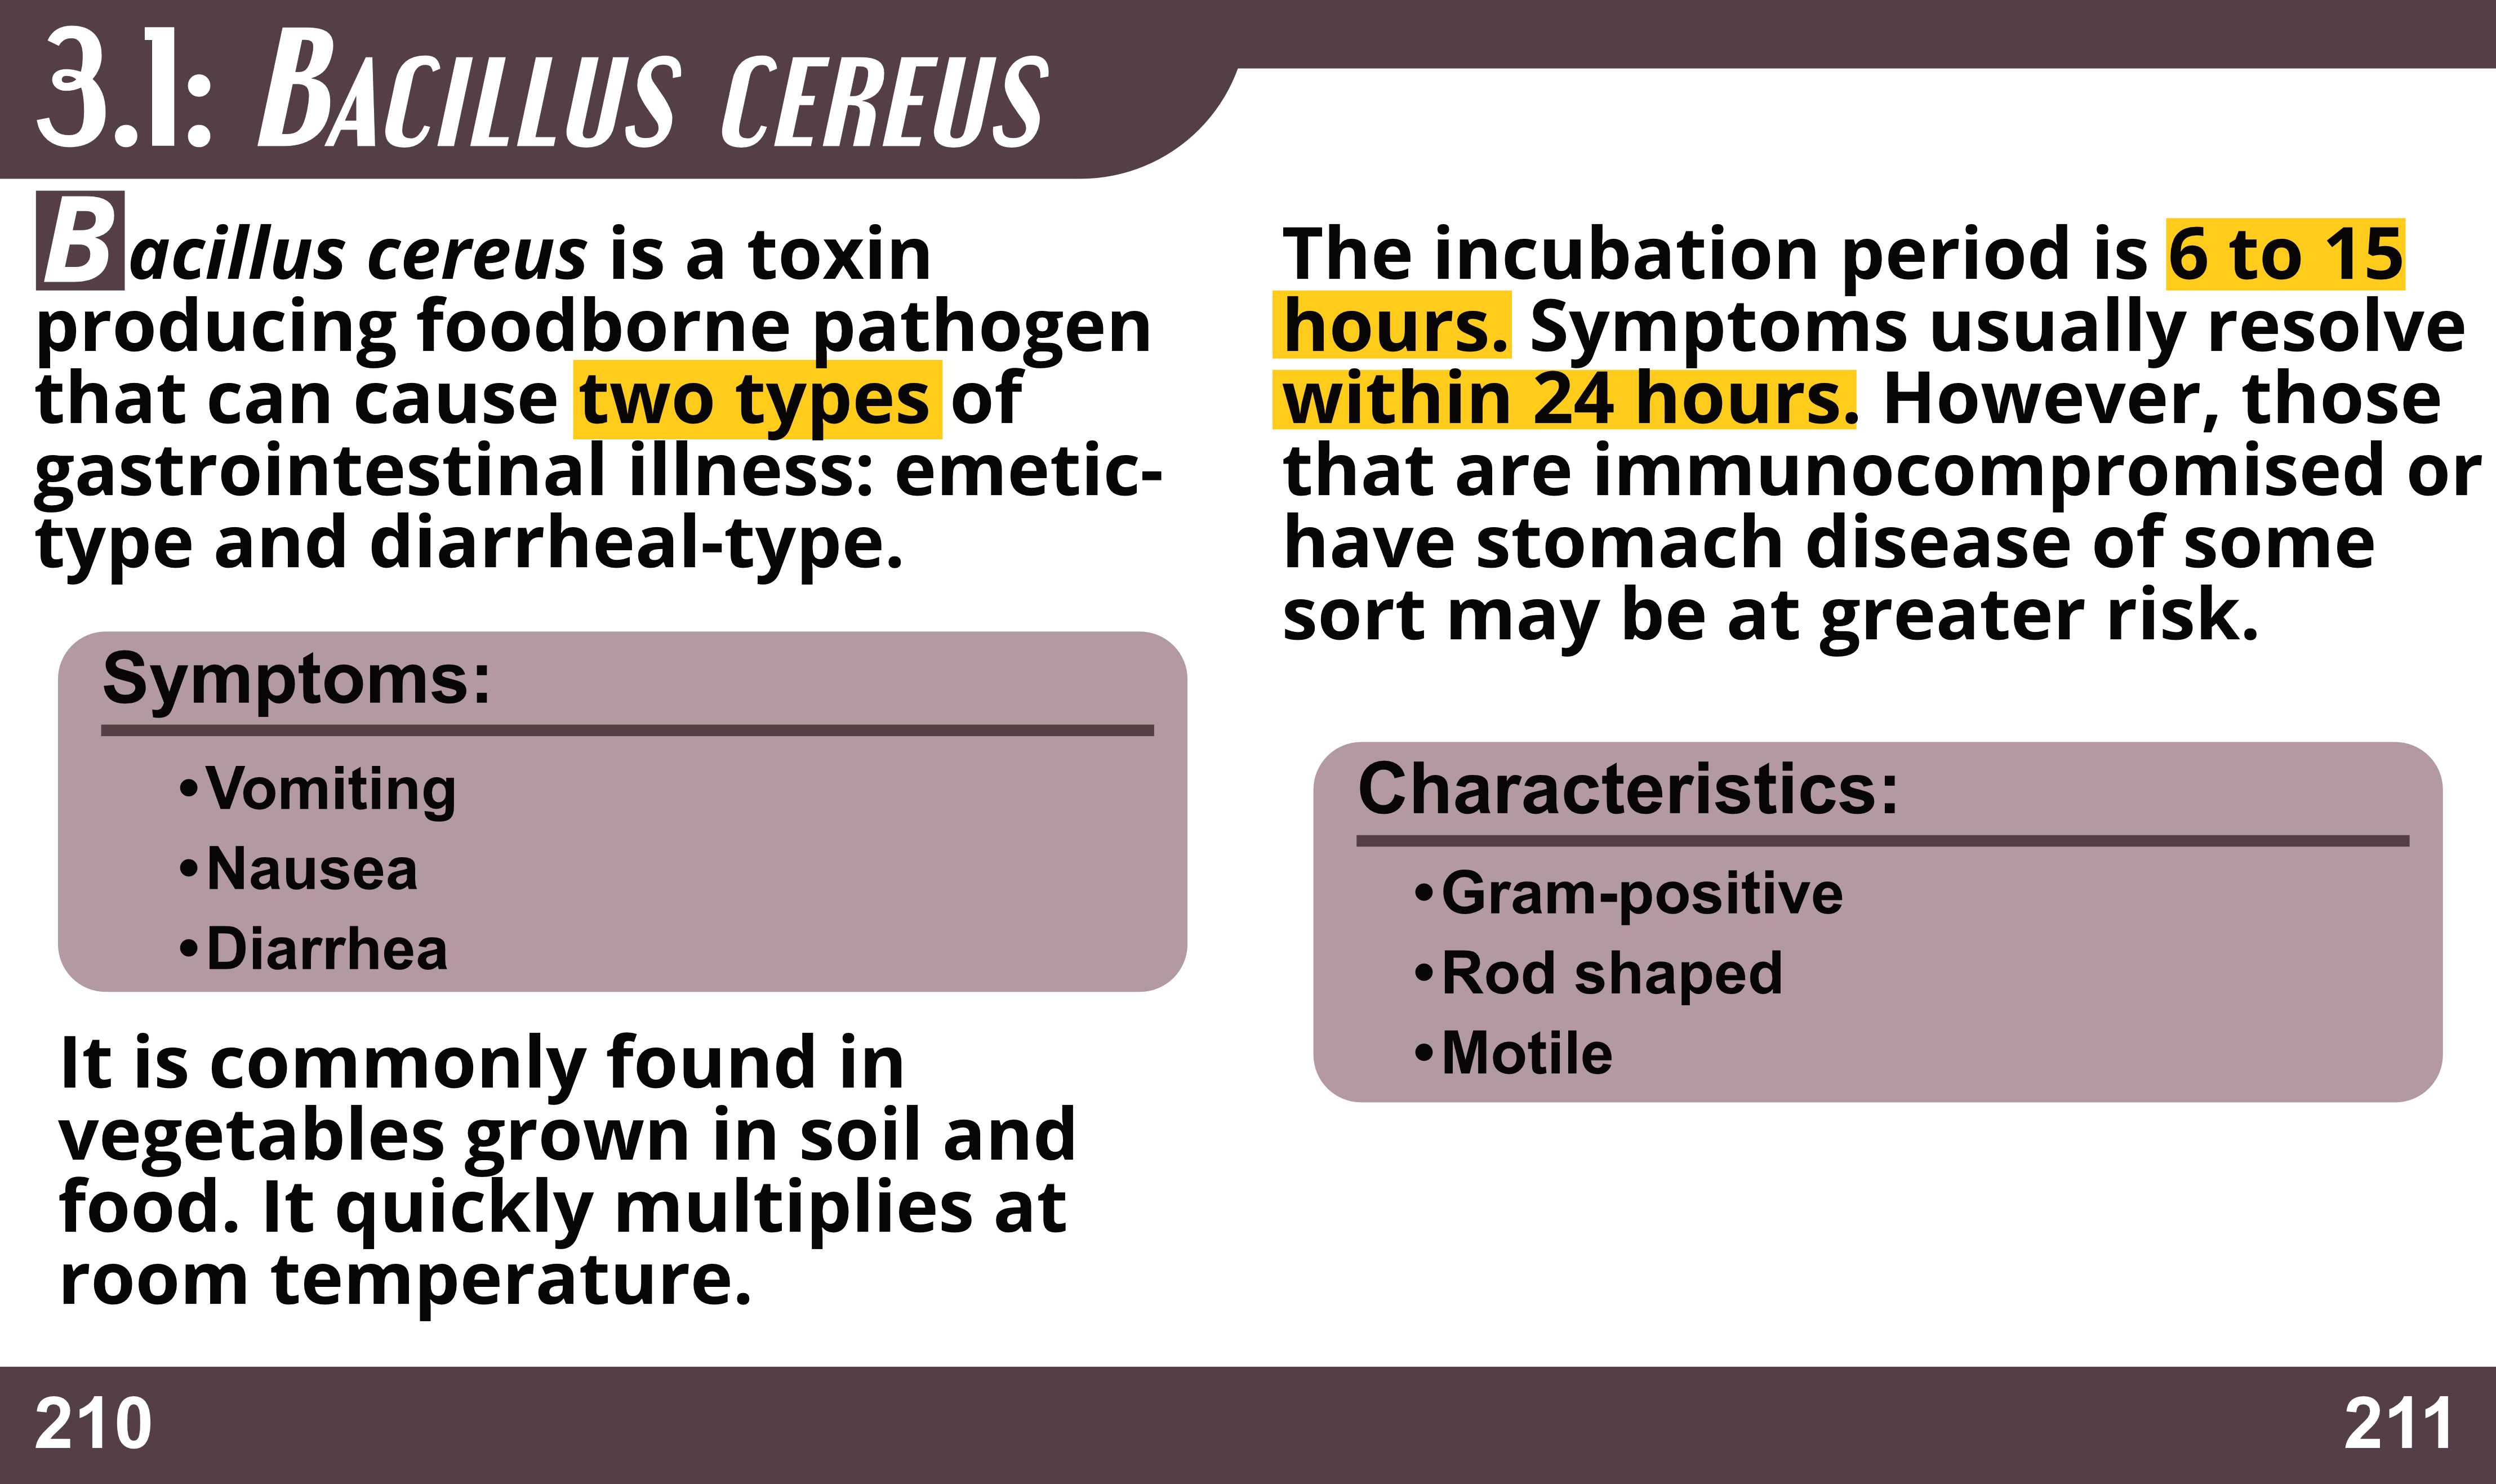 3.1: BACILLUS CEREUS
Bacillus cereus is a toxin
producing foodborne pathogen
that can cause two types of
gastrointestinal illness: emetic-
type and diarrheal-type.
Symptoms:
•Vomiting
•Nausea
•Diarrhea
It is commonly found in
vegetables grown in soil and
food. It quickly multiplies at
room temperature.
210
The incubation period is 6 to 15
hours. Symptoms usually resolve
within 24 hours. However, those
that are immunocompromised or
have stomach disease of some
sort may be at greater risk.
Characteristics:
•Gram-positive
•Rod shaped
•Motile
211